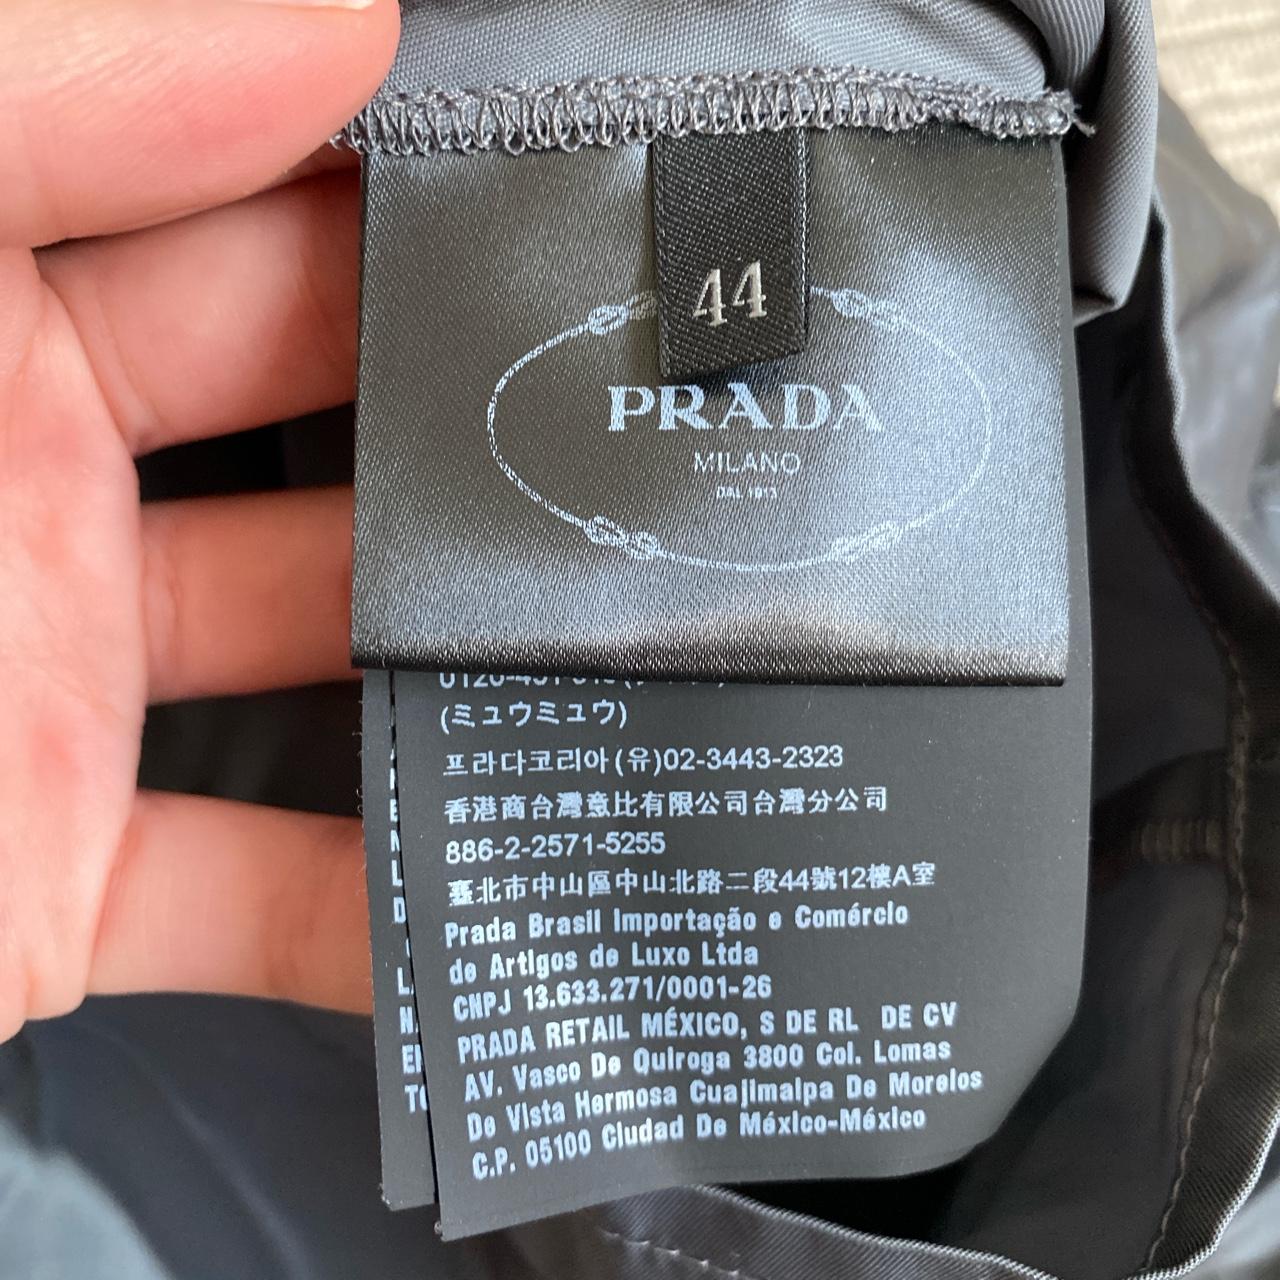 44
PRADA
MILANO
DAL 1913
(ミュウミュウ)
프라다코리아(유)02-3443-2323
香港商台灣意比有限公司台灣分公司
886-2-2571-5255
臺北市中山區中山北路二段44號12樓A室
Prada Brasil Importação e Comércio
de Artigos de Luxo Ltda
CNPJ 13.633.271/0001-26
PRADA RETAIL MÉXICO, S DE RL DE CV
AV. Vasco De Quiroga 3800 Col. Lomas
De Vista Hermosa Cuajimalpa De Morelos
C.P. 05100 Ciudad De México-México